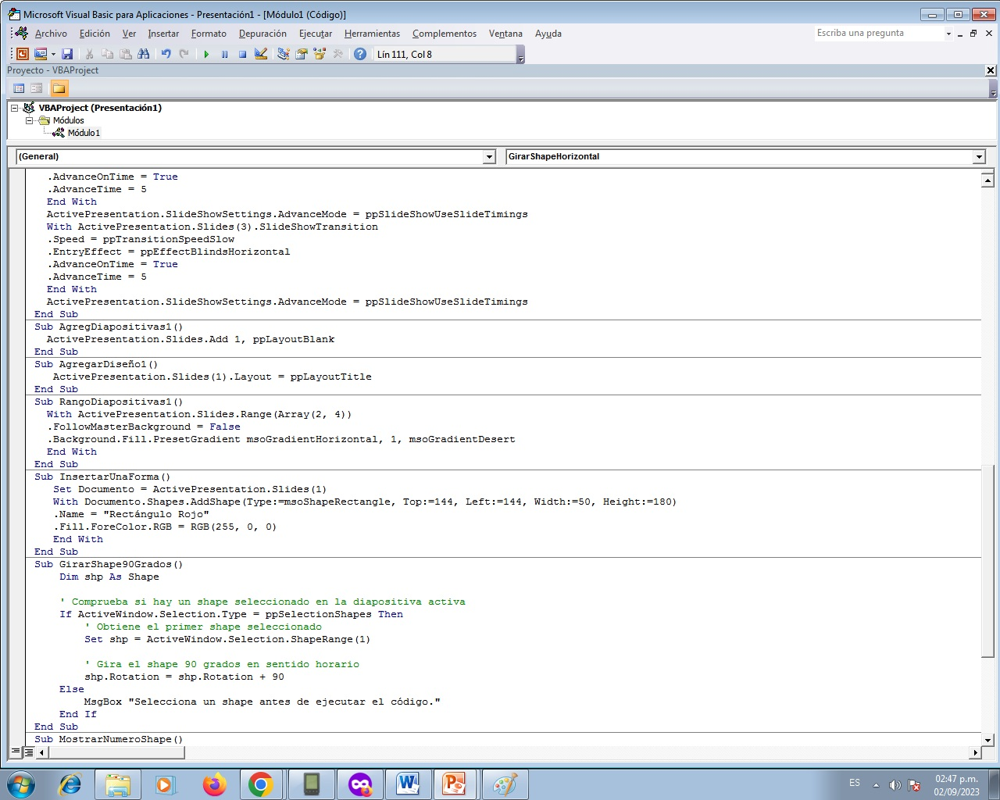 Microsoft Visual Basic para Aplicaciones - Presentación1 - [Módulo1 (Código)]
Archivo Edición Ver Insertar Formato Depuración Ejecutar Herramientas Complementos Ventana Ayuda Escriba una pregunta
Lín 111, Col 8
Proyecto - VBAProject
VBAProject (Presentación1)
Módulos
Módulo1
(General) GirarShapeHorizontal
.AdvanceOnTime = True
.AdvanceTime = 5
End With
ActivePresentation.SlideShowSettings.AdvanceMode = ppSlideShowUseSlideTimings
With ActivePresentation.Slides(3).SlideShowTransition
.Speed = ppTransitionSpeedSlow
.EntryEffect = ppEffectBlindsHorizontal
.AdvanceOnTime = True
.AdvanceTime = 5
End With
ActivePresentation.SlideShowSettings.AdvanceMode = ppSlideShowUseSlideTimings
End Sub
Sub AgregDiapositivas1()
ActivePresentation.Slides.Add 1, ppLayoutBlank
End Sub
Sub AgregarDiseño1()
ActivePresentation.Slides(1).Layout = ppLayoutTitle
End Sub
Sub RangoDiapositivas1()
With ActivePresentation.Slides.Range(Array(2, 4))
.FollowMasterBackground = False
.Background.Fill.PresetGradient msoGradientHorizontal, 1, msoGradientDesert
End With
End Sub
Sub InsertarUnaForma()
Set Documento = ActivePresentation.Slides(1)
With Documento.Shapes.AddShape(Type:=msoShapeRectangle, Top:=144, Left:=144, Width:=50, Height:=180)
.Name = "Rectángulo Rojo"
.Fill.ForeColor.RGB = RGB(255, 0, 0)
End With
End Sub
Sub GirarShape90Grados()
Dim shp As Shape
' Comprueba si hay un shape seleccionado en la diapositiva activa
If ActiveWindow.Selection.Type = ppSelectionShapes Then
' Obtiene el primer shape seleccionado
Set shp = ActiveWindow.Selection.ShapeRange(1)
' Gira el shape 90 grados en sentido horario
shp.Rotation = shp.Rotation + 90
Else
MsgBox "Selecciona un shape antes de ejecutar el código."
End If
End Sub
Sub MostrarNumeroShape()
ES 02:47 p.m.
02/09/2023